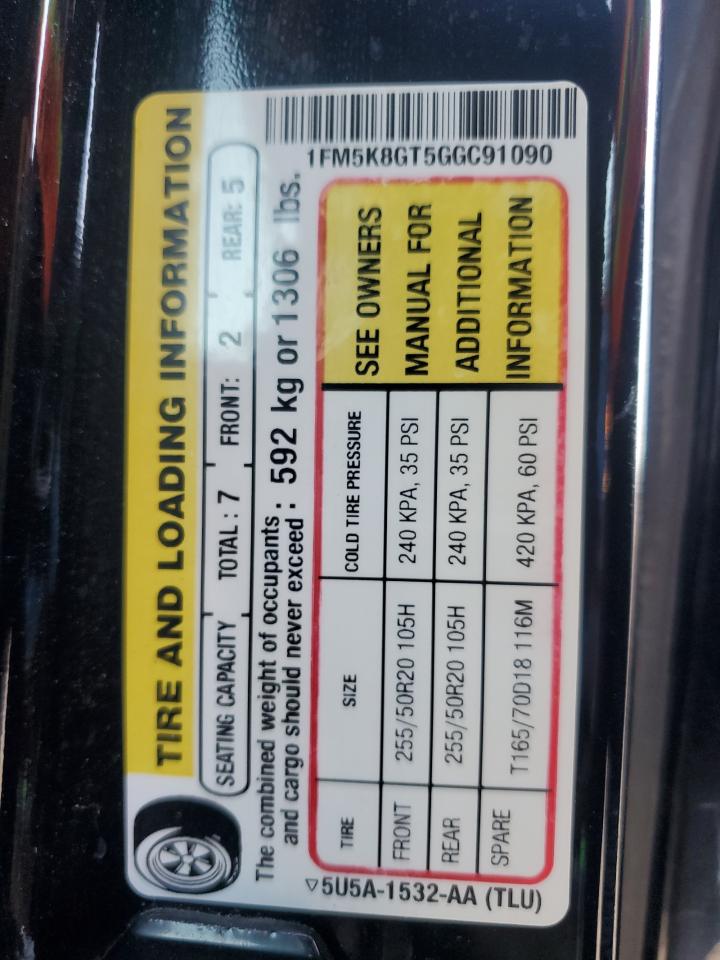 TIRE AND LOADING INFORMATION
SEATING CAPACITY TOTAL : 7 FRONT: 2 REAR: 5
The combined weight of occupants
and cargo should never exceed : 592 kg or 1306 lbs.
1FM5K8GT5GGC91090
TIRE SIZE COLD TIRE PRESSURE
FRONT 255/50R20 105H 240 KPA, 35 PSI
REAR 255/50R20 105H 240 KPA, 35 PSI
SPARE T165/70D18 116M 420 KPA, 60 PSI
SEE OWNERS
MANUAL FOR
ADDITIONAL
INFORMATION
▽5U5A-1532-AA (TLU)